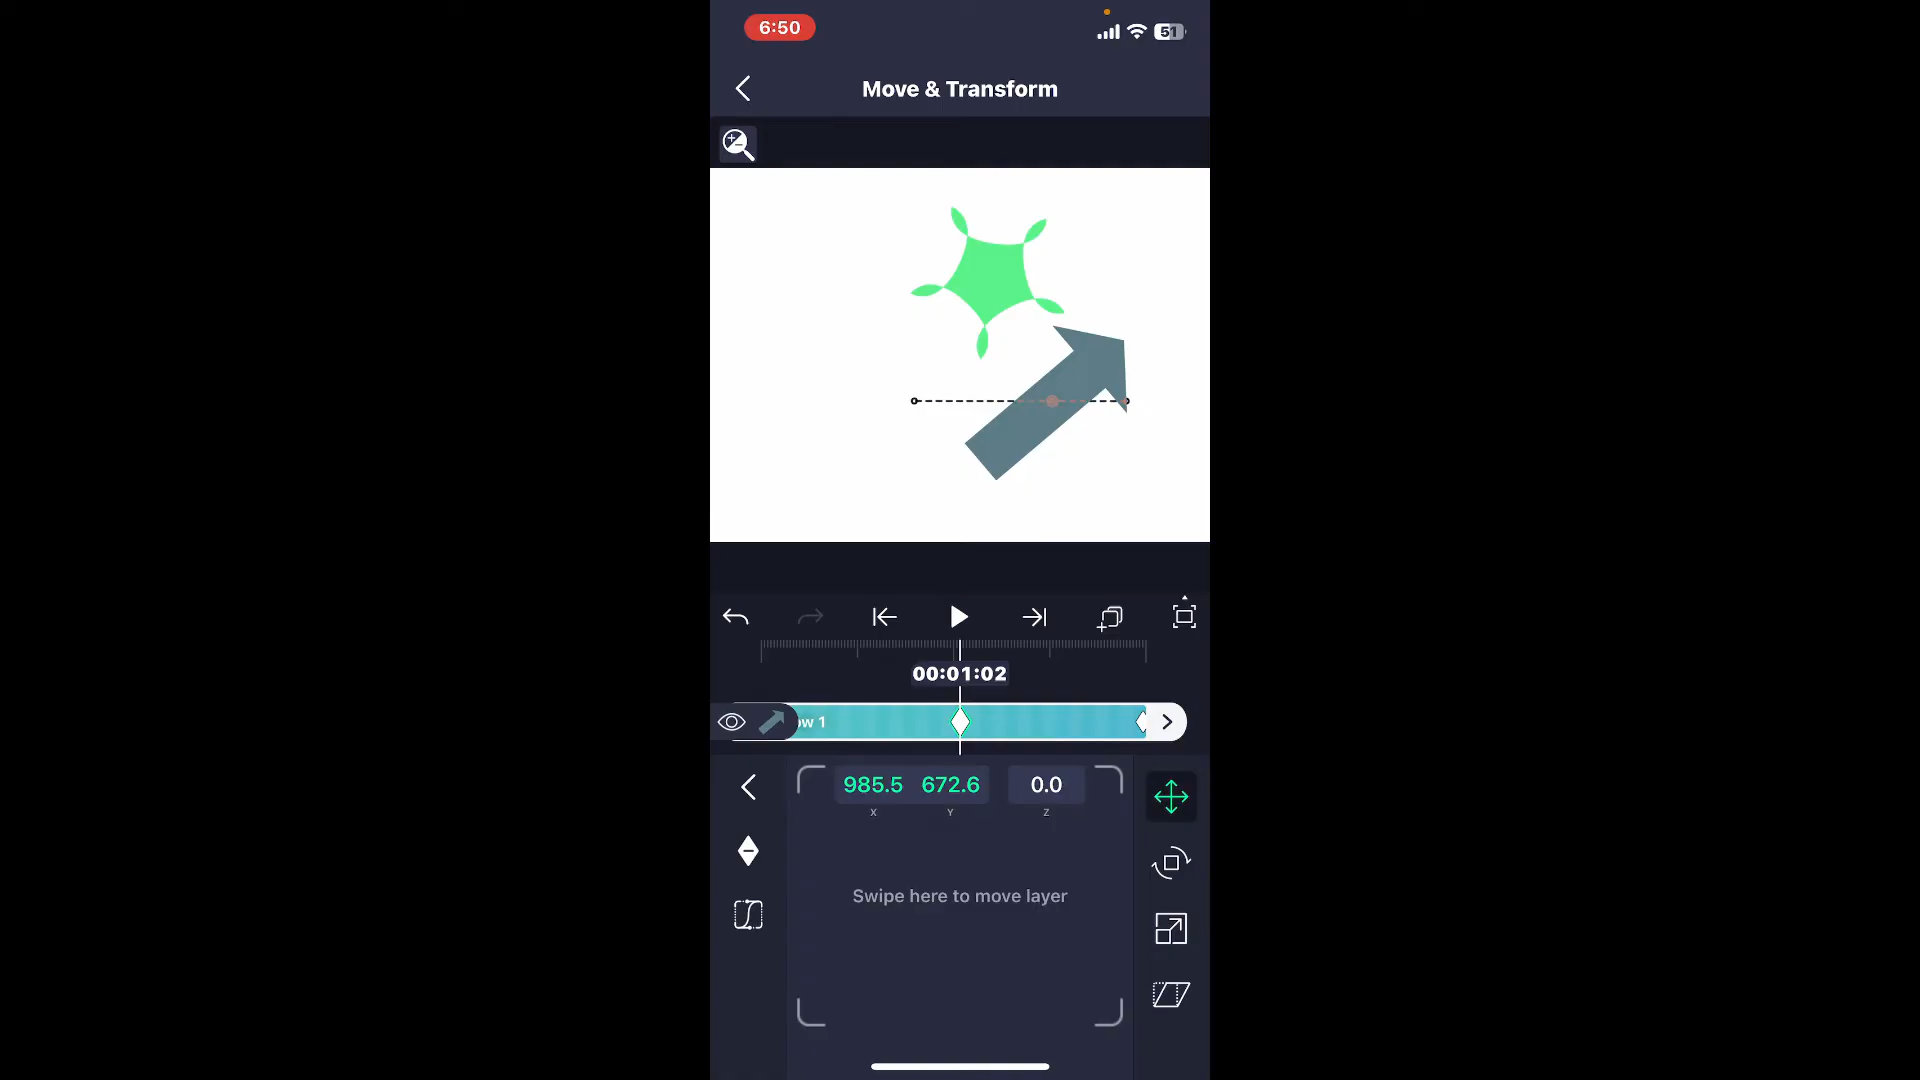 6:50
51
Move & Transform
00:01:02
ow 1
985.5 672.6 0.0
X Y Z
Swipe here to move layer